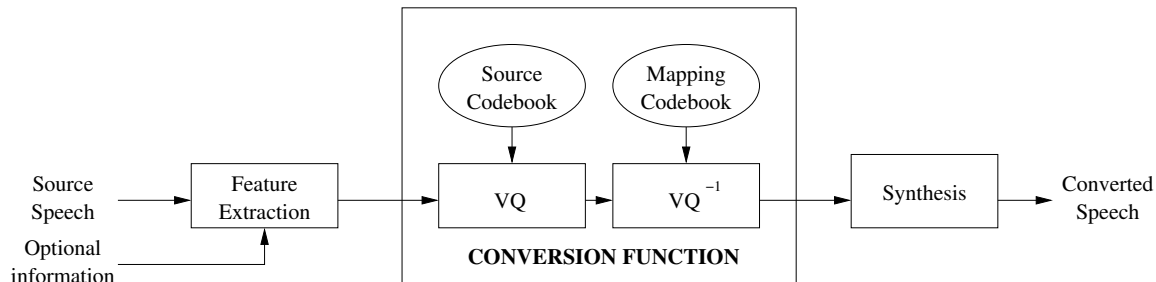 Source
Codebook
Mapping
Codebook
Source
Speech
Feature
Extraction
VQ
VQ⁻¹
Synthesis
Converted
Speech
Optional
information
CONVERSION FUNCTION